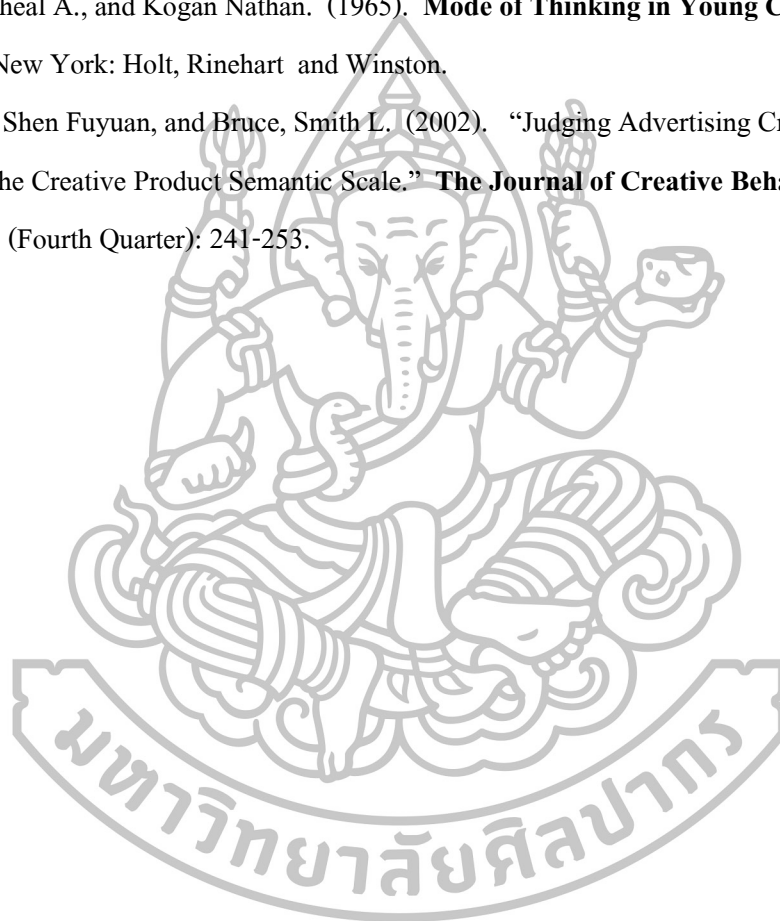 heal A., and Kogan Nathan. (1965). Mode of Thinking in Young C
New York: Holt, Rinehart and Winston.
Shen Fuyuan, and Bruce, Smith L. (2002). “Judging Advertising Cr
he Creative Product Semantic Scale.” The Journal of Creative Beha
(Fourth Quarter): 241-253.
มหาวิทยาลัยศิลปากร